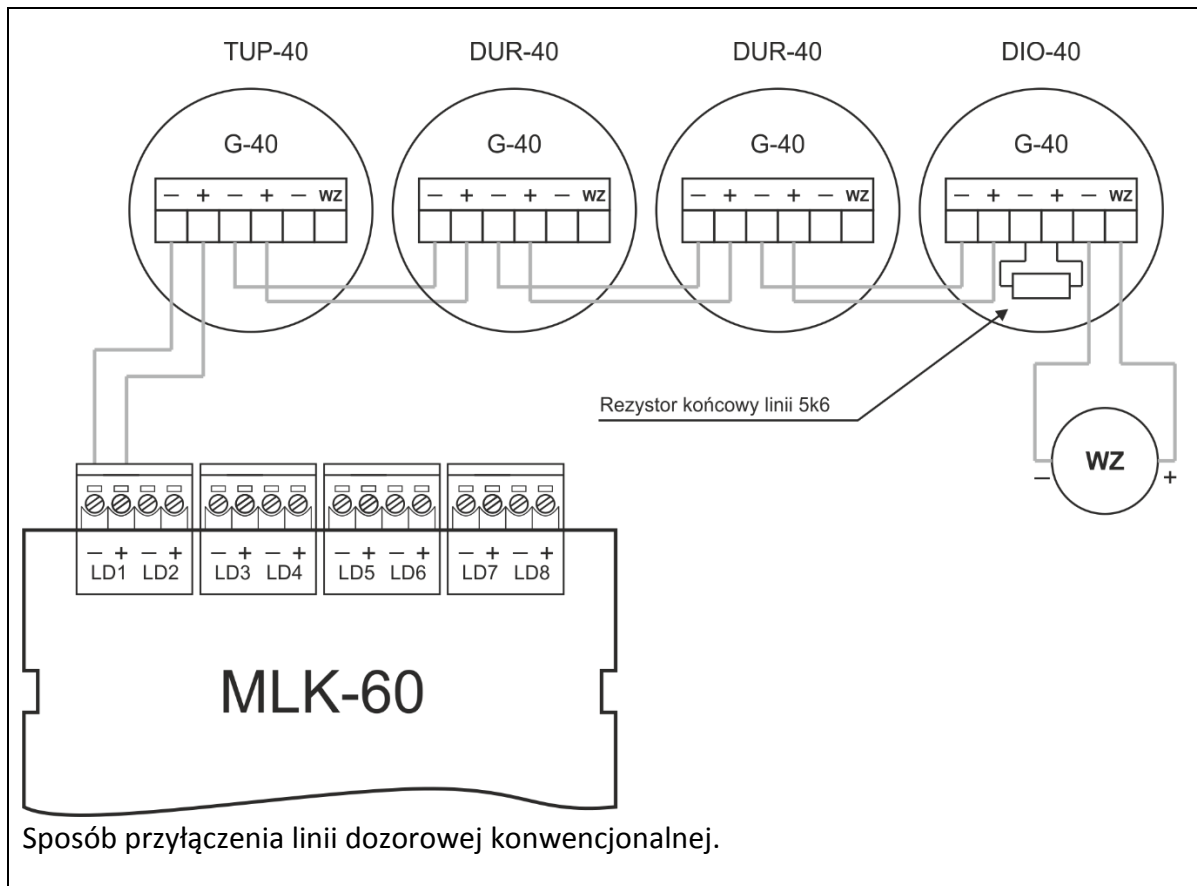 TUP-40 DUR-40 DUR-40 DIO-40
G-40 G-40 G-40 G-40
— + — + — WZ — + — + — WZ — + — + — WZ — + — + — WZ
Rezystor końcowy linii 5k6
WZ
— +
— + — + — + — + — + — + — + — +
LD1 LD2 LD3 LD4 LD5 LD6 LD7 LD8
MLK-60
Sposób przyłączenia linii dozorowej konwencjonalnej.